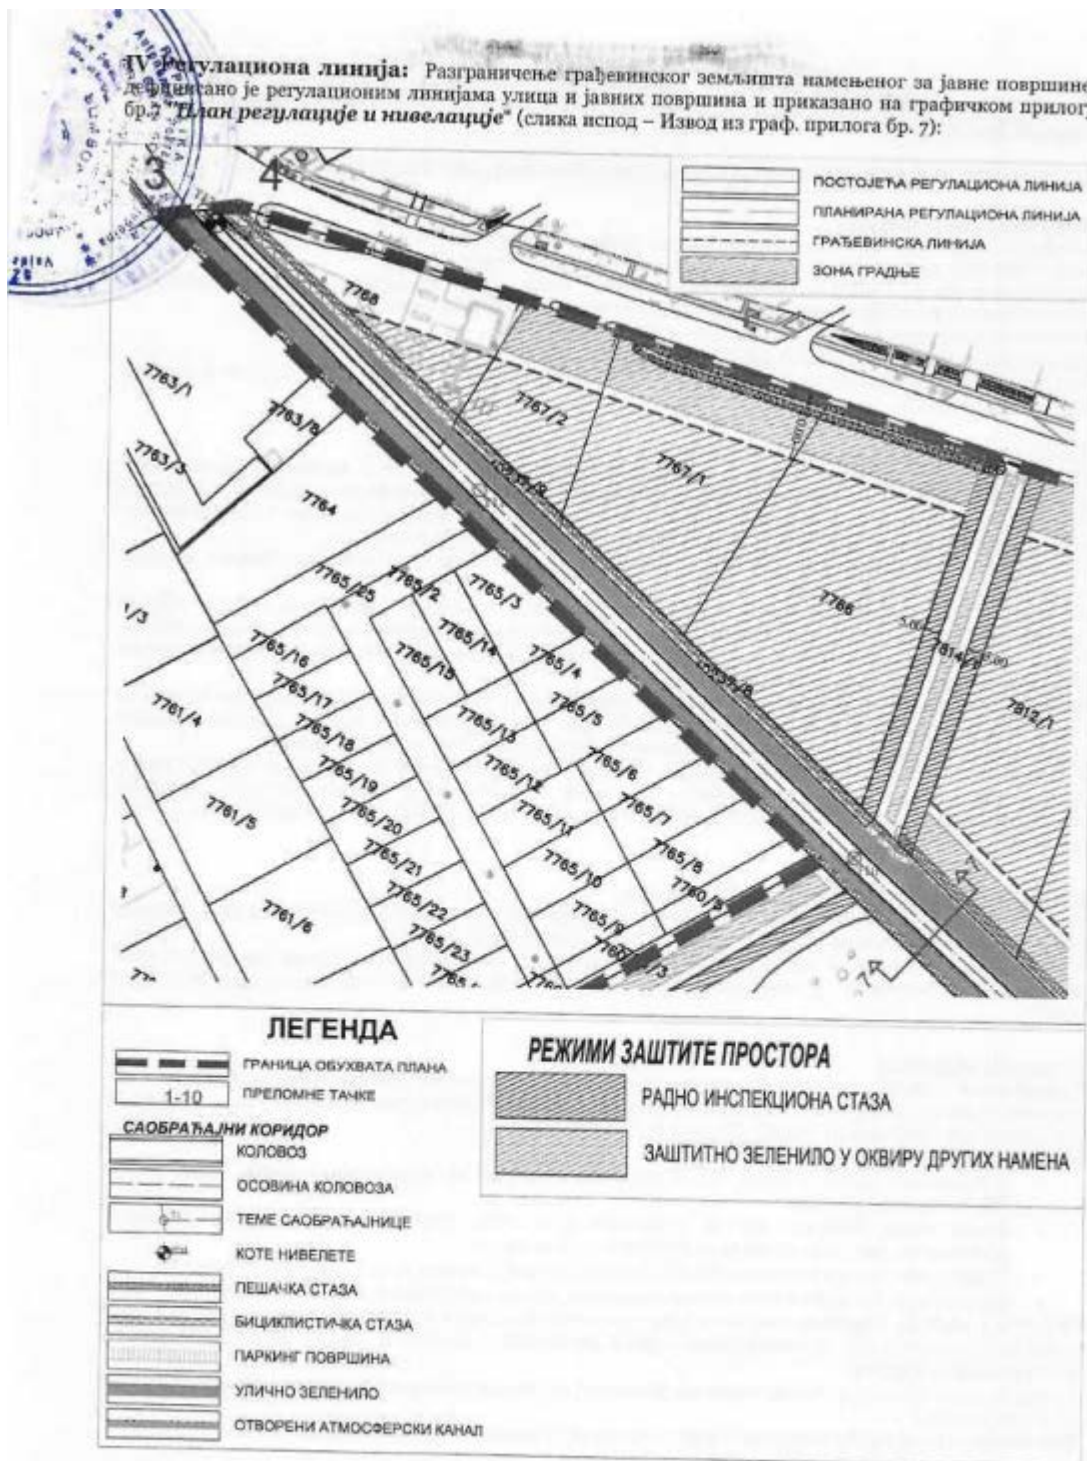 IV Регулациона линија: Разграничење грађевинског земљишта намењеног за јавне површине
дефинисано је регулационим линијама улица и јавних површина и приказано на графичком прилогу
бр.7 "План регулације и нивелације" (слика испод – Извод из граф. прилога бр. 7):
3
4
ПОСТОЈЕЋА РЕГУЛАЦИОНА ЛИНИЈА
ПЛАНИРАНА РЕГУЛАЦИОНА ЛИНИЈА
ГРАЂЕВИНСКА ЛИНИЈА
ЗОНА ГРАДЊЕ
7768
7763/1
7763/8
7767/2
7763/3
7767/1
7764
7765/25
7765/2
7765/3
7766
7765/14
7765/16
7765/15
7765/4
5.00
7765/17
7761/4
7765/18
7765/13
7765/5
7812/1
7765/19
7765/12
7765/6
7761/5
7765/20
7765/11
7765/7
7765/21
7765/10
7765/8
7760/5
7765/22
7761/6
7765/9
7765/23
7
7
ЛЕГЕНДА
ГРАНИЦА ОБУХВАТА ПЛАНА
1-10 ПРЕЛОМНЕ ТАЧКЕ
САОБРАЋАЈНИ КОРИДОР
КОЛОВОЗ
ОСОВИНА КОЛОВОЗА
ТЕМЕ САОБРАЋАЈНИЦЕ
КОТЕ НИВЕЛЕТЕ
ПЕШАЧКА СТАЗА
БИЦИКЛИСТИЧКА СТАЗА
ПАРКИНГ ПОВРШИНА
УЛИЧНО ЗЕЛЕНИЛО
ОТВОРЕНИ АТМОСФЕРСКИ КАНАЛ
РЕЖИМИ ЗАШТИТЕ ПРОСТОРА
РАДНО ИНСПЕКЦИОНА СТАЗА
ЗАШТИТНО ЗЕЛЕНИЛО У ОКВИРУ ДРУГИХ НАМЕНА